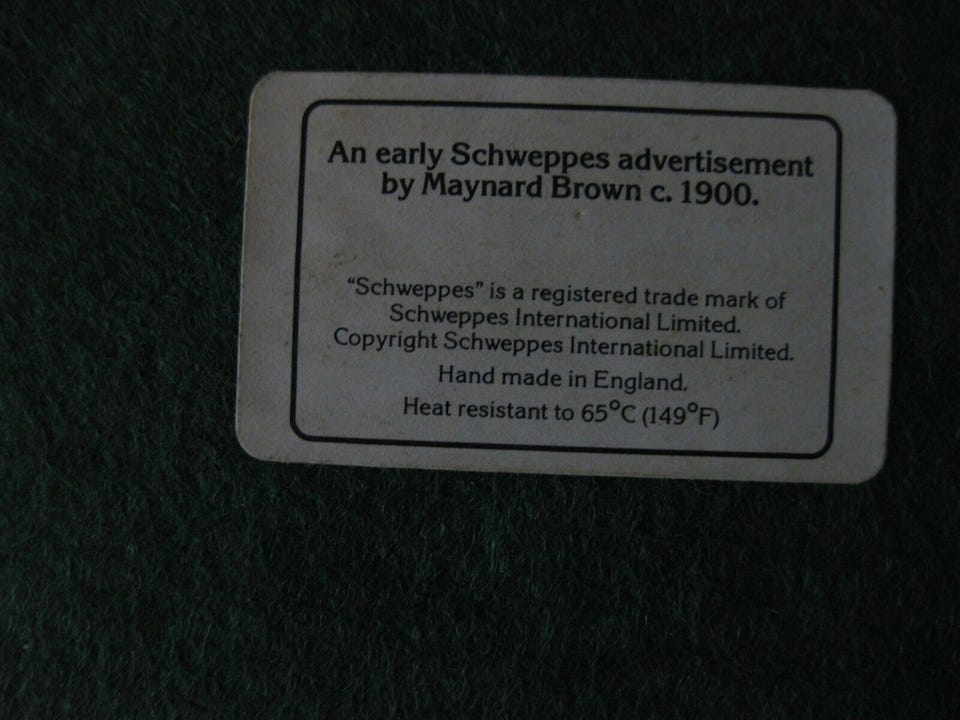 An early Schweppes advertisement
by Maynard Brown c. 1900.
“Schweppes” is a registered trade mark of
Schweppes International Limited.
Copyright Schweppes International Limited.
Hand made in England.
Heat resistant to 65°C (149°F)